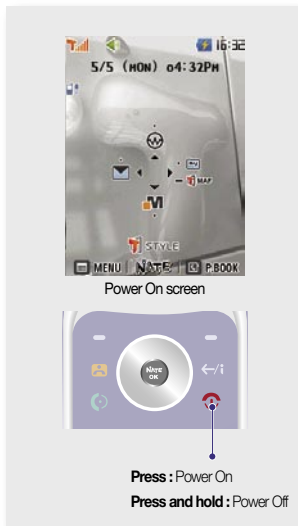 16:32
5/5 (MON) 04:32PM
MAP
STYLE
MENU NATE P.BOOK
Power On screen
NATE
OK
Press : Power On
Press and hold : Power Off